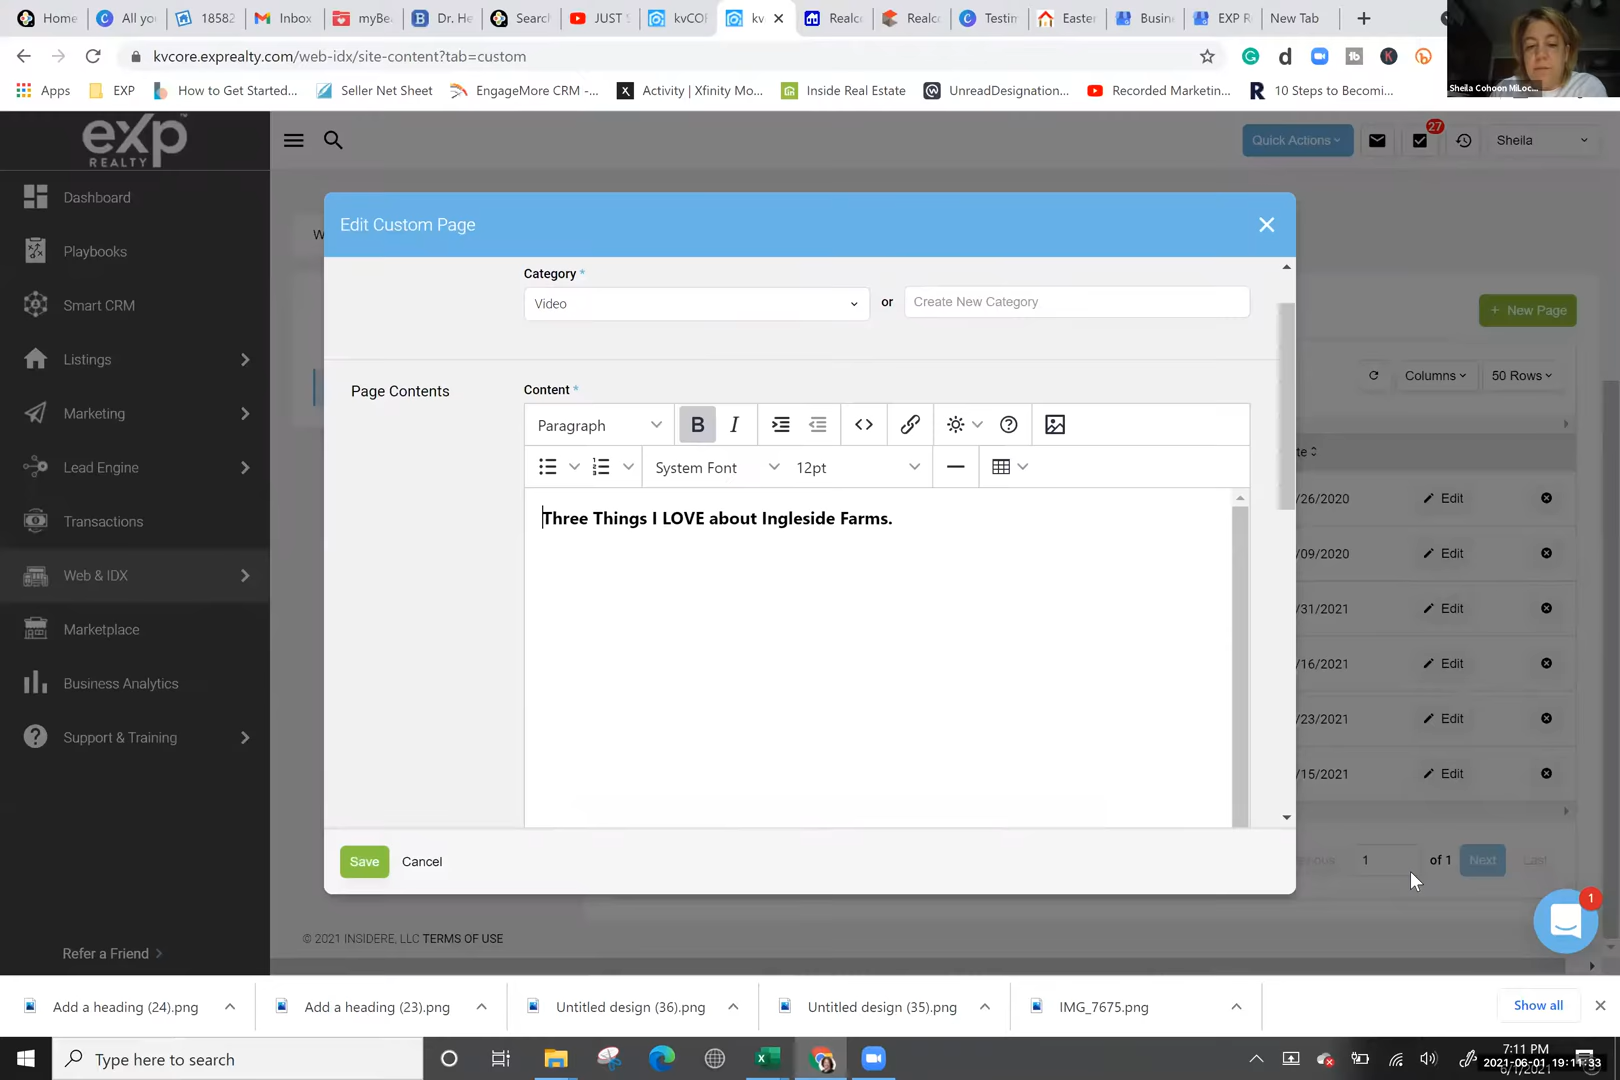 Home
All yo
18582
Inbox
myBe
Dr. He
Search
JUST S
kvCOF
kv
Realco
Realco
Testim
Easter
Busin
EXP R
New Tab
kvcore.exprealty.com/web-idx/site-content?tab=custom
Apps
EXP
How to Get Started...
Seller Net Sheet
EngageMore CRM -...
Activity | Xfinity Mo...
Inside Real Estate
UnreadDesignation...
Recorded Marketin...
10 Steps to Becomi...
Sheila Cohoon MiLoc...
exp
REALTY
Quick Actions
27
Sheila
Dashboard
Playbooks
Smart CRM
Listings
Marketing
Lead Engine
Transactions
Web & IDX
Marketplace
Business Analytics
Support & Training
Refer a Friend
W
Edit Custom Page
Category *
Video
or
Create New Category
Page Contents
Content *
Paragraph
B
I
System Font
12pt
Three Things I LOVE about Ingleside Farms.
Save
Cancel
+ New Page
Columns
50 Rows
te
/26/2020
Edit
/09/2020
Edit
/31/2021
Edit
/16/2021
Edit
/23/2021
Edit
/15/2021
Edit
1
of 1
Next
Last
1
© 2021 INSIDERE, LLC TERMS OF USE
Add a heading (24).png
Add a heading (23).png
Untitled design (36).png
Untitled design (35).png
IMG_7675.png
Show all
Type here to search
7:11 PM
2021-06-01 19:11:33